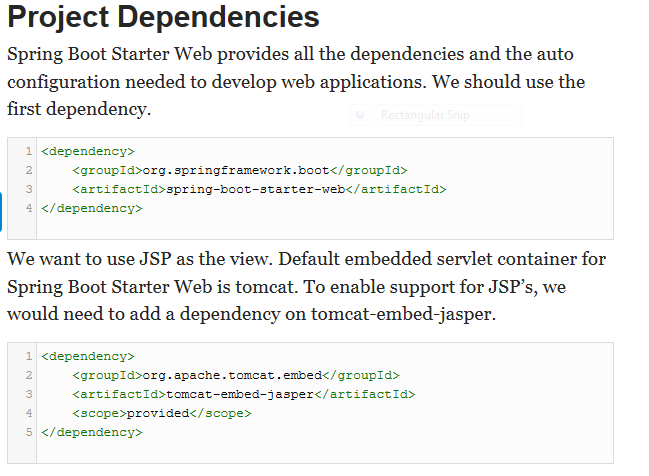 Project Dependencies
Spring Boot Starter Web provides all the dependencies and the auto
configuration needed to develop web applications. We should use the
first dependency.
Rectangular Snip
1 <dependency>
2     <groupId>org.springframework.boot</groupId>
3     <artifactId>spring-boot-starter-web</artifactId>
4 </dependency>
We want to use JSP as the view. Default embedded servlet container for
Spring Boot Starter Web is tomcat. To enable support for JSP’s, we
would need to add a dependency on tomcat-embed-jasper.
1 <dependency>
2     <groupId>org.apache.tomcat.embed</groupId>
3     <artifactId>tomcat-embed-jasper</artifactId>
4     <scope>provided</scope>
5 </dependency>